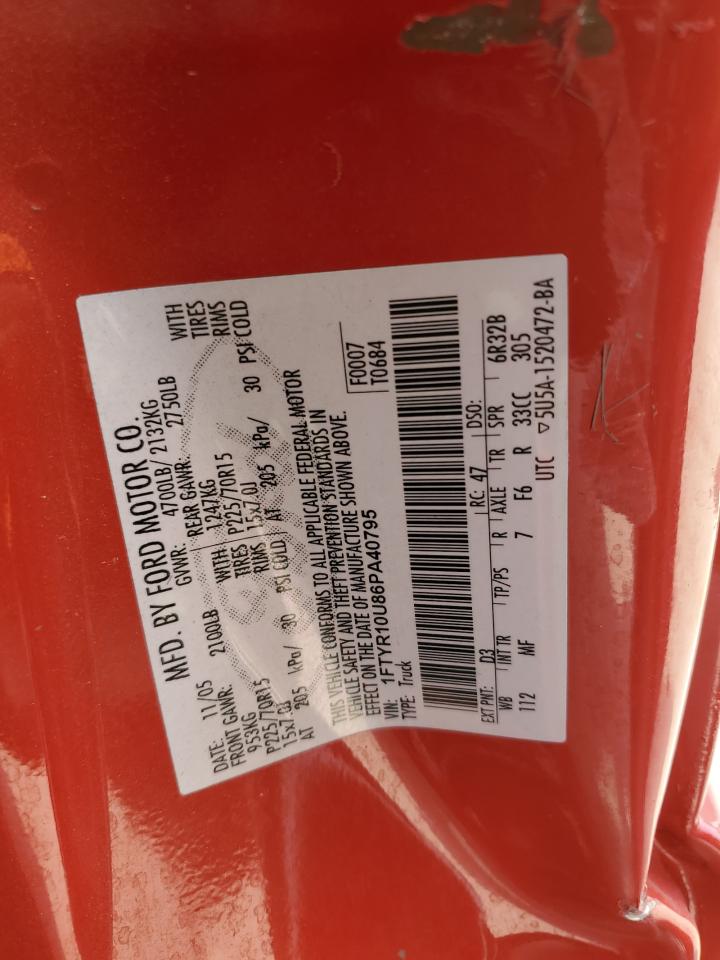 MFD. BY FORD MOTOR CO.
DATE: 11/05 GVWR: 4700LB/ 2132KG
FRONT GAWR: 2100LB REAR GAWR: 2750LB
953KG WITH 1247KG WITH
P225/70R15 TIRES P225/70R15 TIRES
15x7.0J RIMS 15x7.0J RIMS
AT 205 kPa/ 30 PSI COLD AT 205 kPa/ 30 PSI COLD
THIS VEHICLE CONFORMS TO ALL APPLICABLE FEDERAL MOTOR
VEHICLE SAFETY AND THEFT PREVENTION STANDARDS IN
EFFECT ON THE DATE OF MANUFACTURE SHOWN ABOVE.
VIN: 1FTYR10U86PA40795 F0007
TYPE: Truck T0684
EXT PNT: D3 RC: 47 DSO:
WB INT TR TP/PS R AXLE TR SPR 6R32B
112 MF 7 F6 R 33CC 305
UTC ▽5U5A-1520472-BA